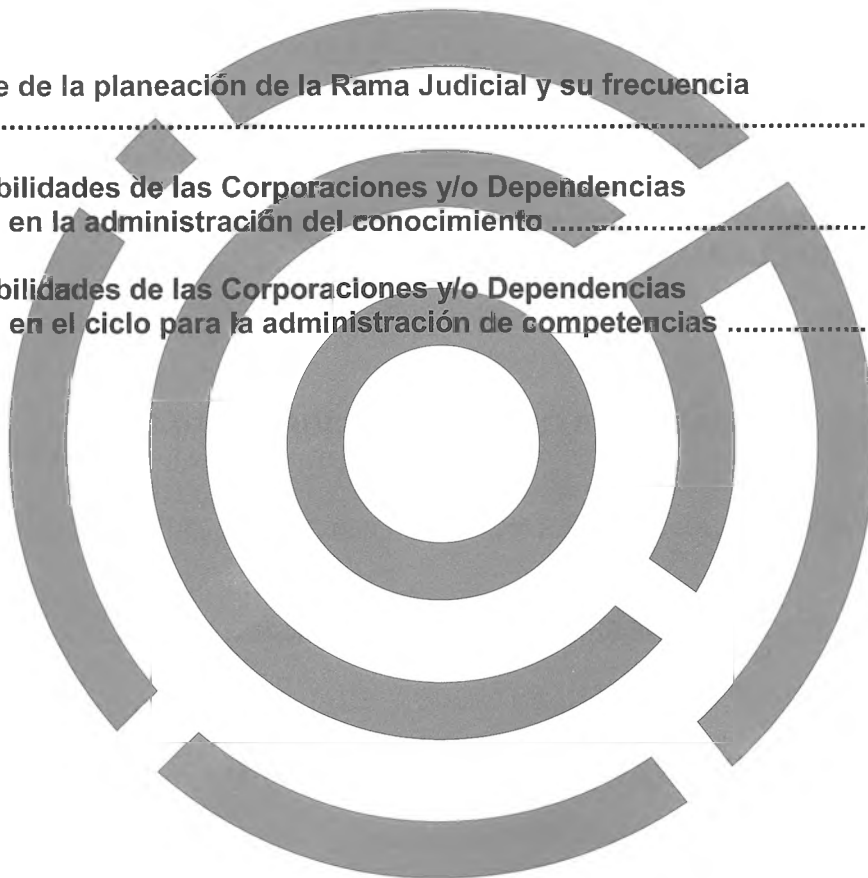 e de la planeación de la Rama Judicial y su frecuencia
....................................................................................................
bilidades de las Corporaciones y/o Dependencias
en la administración del conocimiento ....................................
bilidades de las Corporaciones y/o Dependencias
en el ciclo para la administración de competencias ................